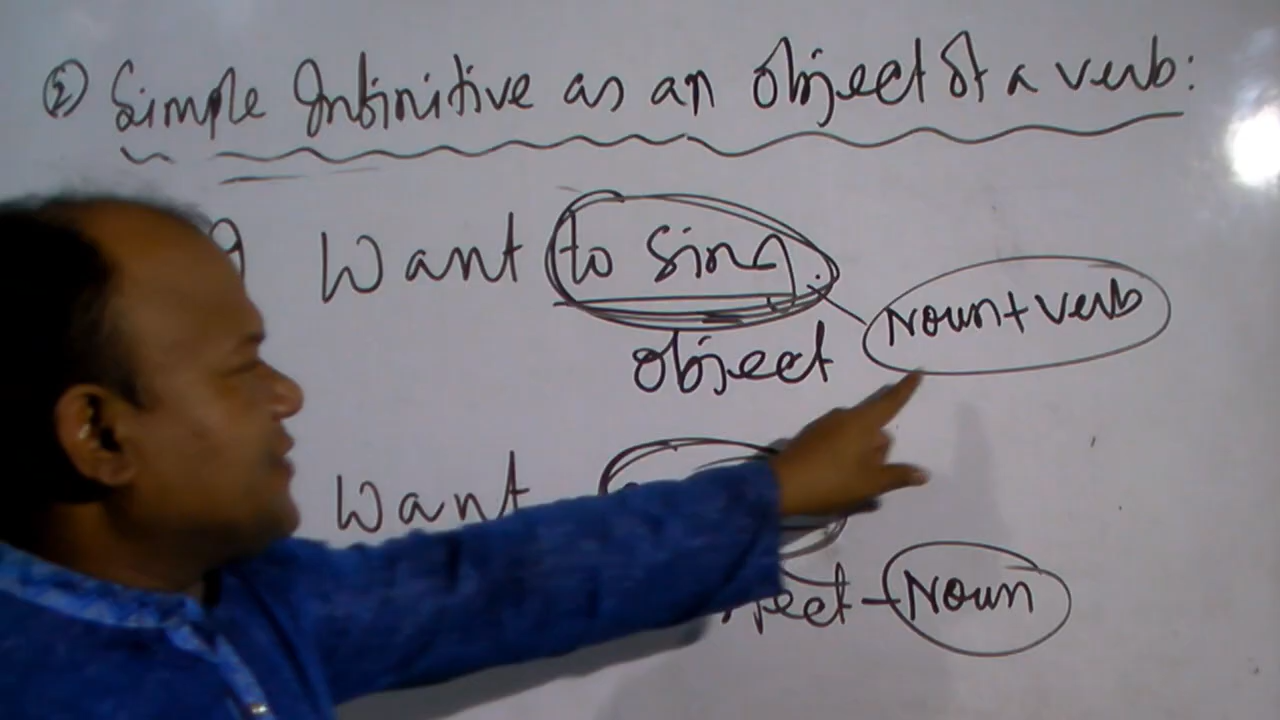 ② Simple Infinitive as an object of a verb:
Want to sing.
Noun + verb
object
Want
Noun